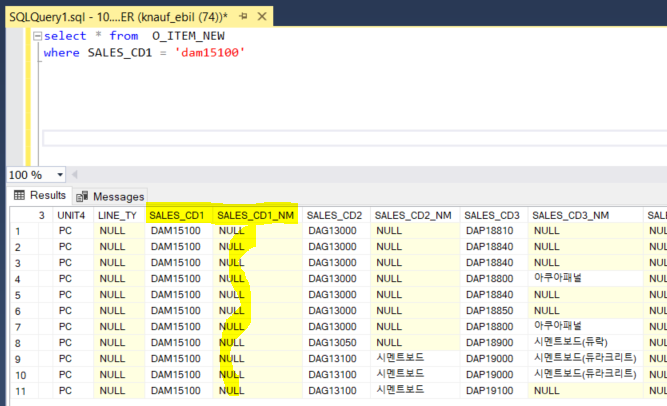 SQLQuery1.sql - 10....ER (knauf_ebil (74))*
select * from  O_ITEM_NEW
where SALES_CD1 = 'dam15100'
100 %
Results Messages
3 UNIT4 LINE_TY SALES_CD1 SALES_CD1_NM SALES_CD2 SALES_CD2_NM SALES_CD3 SALES_CD3_NM SALE
1 PC NULL DAM15100 NULL DAG13000 NULL DAP18810 NULL NUL
2 PC NULL DAM15100 NULL DAG13000 NULL DAP18840 NULL NUL
3 PC NULL DAM15100 NULL DAG13000 NULL DAP18840 NULL NUL
4 PC NULL DAM15100 NULL DAG13000 NULL DAP18800 아쿠아패널 NUL
5 PC NULL DAM15100 NULL DAG13000 NULL DAP18840 NULL NUL
6 PC NULL DAM15100 NULL DAG13000 NULL DAP18850 NULL NUL
7 PC NULL DAM15100 NULL DAG13000 NULL DAP18800 아쿠아패널 NUL
8 PC NULL DAM15100 NULL DAG13050 NULL DAP18900 시멘트보드(듀락) NUL
9 PC NULL DAM15100 NULL DAG13100 시멘트보드 DAP19000 시멘트보드(듀라크리트) NUL
10 PC NULL DAM15100 NULL DAG13100 시멘트보드 DAP19000 시멘트보드(듀라크리트) NUL
11 PC NULL DAM15100 NULL DAG13100 시멘트보드 DAP19100 NULL NUL